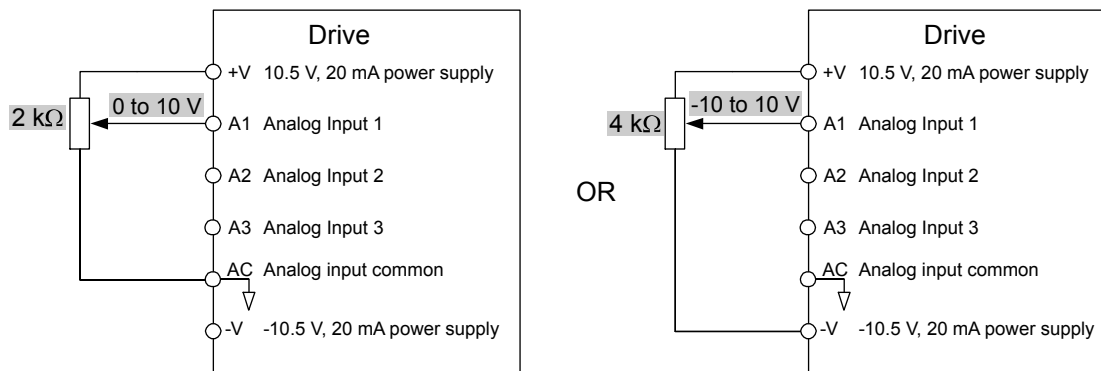 Drive
+V 10.5 V, 20 mA power supply
2 kΩ
0 to 10 V
A1 Analog Input 1
A2 Analog Input 2
A3 Analog Input 3
AC Analog input common
-V -10.5 V, 20 mA power supply
OR
Drive
+V 10.5 V, 20 mA power supply
4 kΩ
-10 to 10 V
A1 Analog Input 1
A2 Analog Input 2
A3 Analog Input 3
AC Analog input common
-V -10.5 V, 20 mA power supply